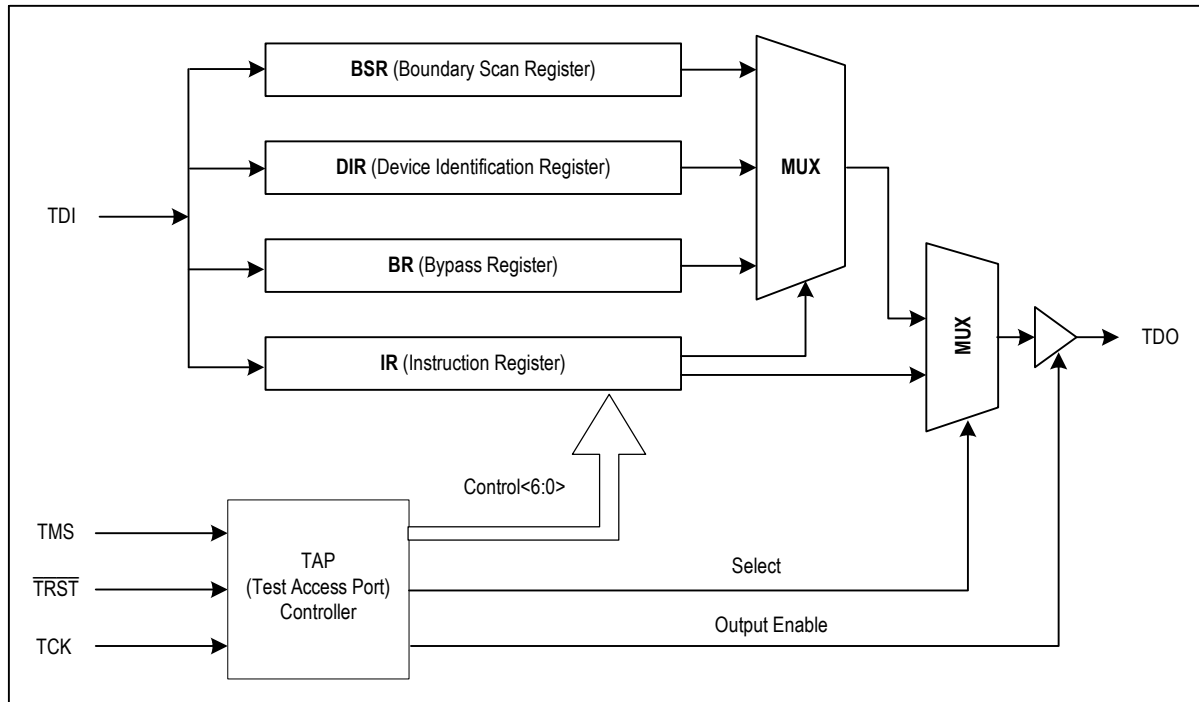 BSR (Boundary Scan Register)
DIR (Device Identification Register)
MUX
TDI
BR (Bypass Register)
MUX
TDO
IR (Instruction Register)
Control<6:0>
TMS
TAP
(Test Access Port)
Controller
TRST
Select
TCK
Output Enable